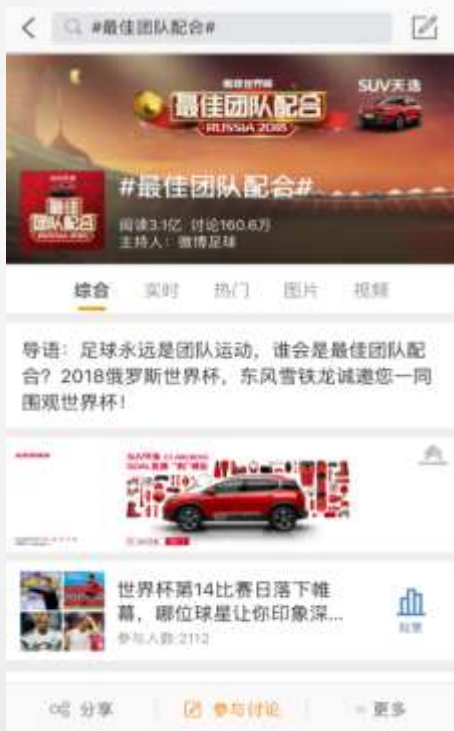 #最佳团队配合#
最佳团队配合
RUSSIA 2018
SUV天逸
最佳
团队配合
#最佳团队配合#
阅读3.1亿 讨论160.6万
主持人：微博足球
综合 实时 热门 图片 视频
导语：足球永远是团队运动，谁会是最佳团队配
合？2018俄罗斯世界杯，东风雪铁龙诚邀您一同
围观世界杯！
世界杯第14比赛日落下帷
幕，哪位球星让你印象深...
参与人数:2112
投票
分享 参与讨论 更多